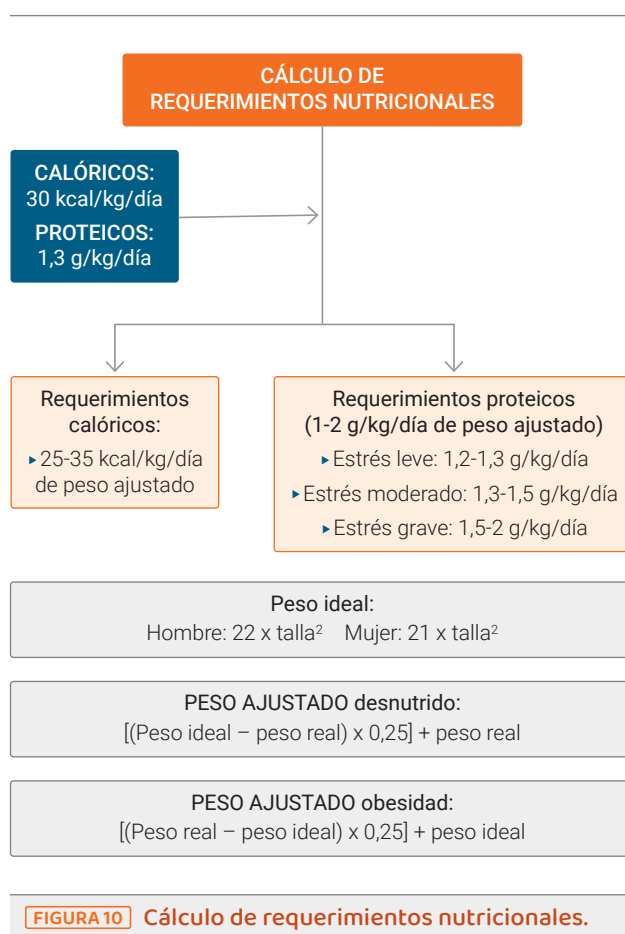 CÁLCULO DE
REQUERIMIENTOS NUTRICIONALES
CALÓRICOS:
30 kcal/kg/día
PROTEICOS:
1,3 g/kg/día
Requerimientos
calóricos:
▸25-35 kcal/kg/día
de peso ajustado
Requerimientos proteicos
(1-2 g/kg/día de peso ajustado)
▸Estrés leve: 1,2-1,3 g/kg/día
▸Estrés moderado: 1,3-1,5 g/kg/día
▸Estrés grave: 1,5-2 g/kg/día
Peso ideal:
Hombre: 22 x talla² Mujer: 21 x talla²
PESO AJUSTADO desnutrido:
[(Peso ideal – peso real) x 0,25] + peso real
PESO AJUSTADO obesidad:
[(Peso real – peso ideal) x 0,25] + peso ideal
FIGURA 10 Cálculo de requerimientos nutricionales.